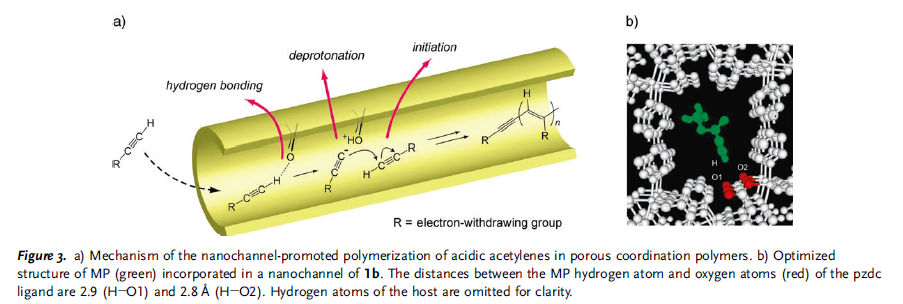 a)
b)
hydrogen bonding
deprotonation
initiation
H
R
R
H
O
R
C
C
-
+HO
H
R
R
H
R
n
R = electron-withdrawing group
H
O1
O2
Figure 3. a) Mechanism of the nanochannel-promoted polymerization of acidic acetylenes in porous coordination polymers. b) Optimized
structure of MP (green) incorporated in a nanochannel of 1b. The distances between the MP hydrogen atom and oxygen atoms (red) of the pzdc
ligand are 2.9 (H—O1) and 2.8 Å (H—O2). Hydrogen atoms of the host are omitted for clarity.